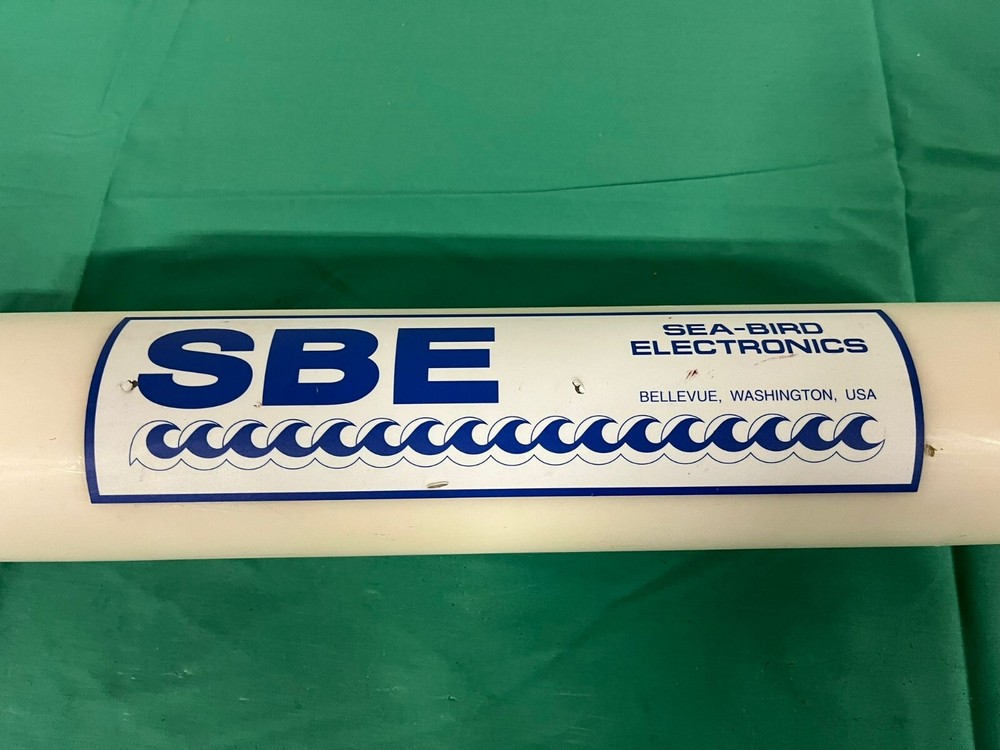 SBE
SEA-BIRD
ELECTRONICS
BELLEVUE, WASHINGTON, USA